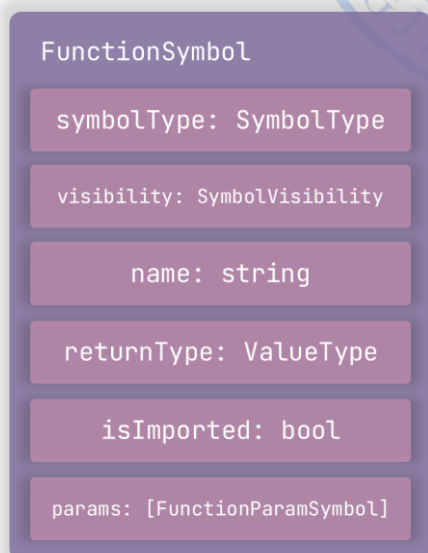 FunctionSymbol
symbolType: SymbolType
visibility: SymbolVisibility
name: string
returnType: ValueType
isImported: bool
params: [FunctionParamSymbol]